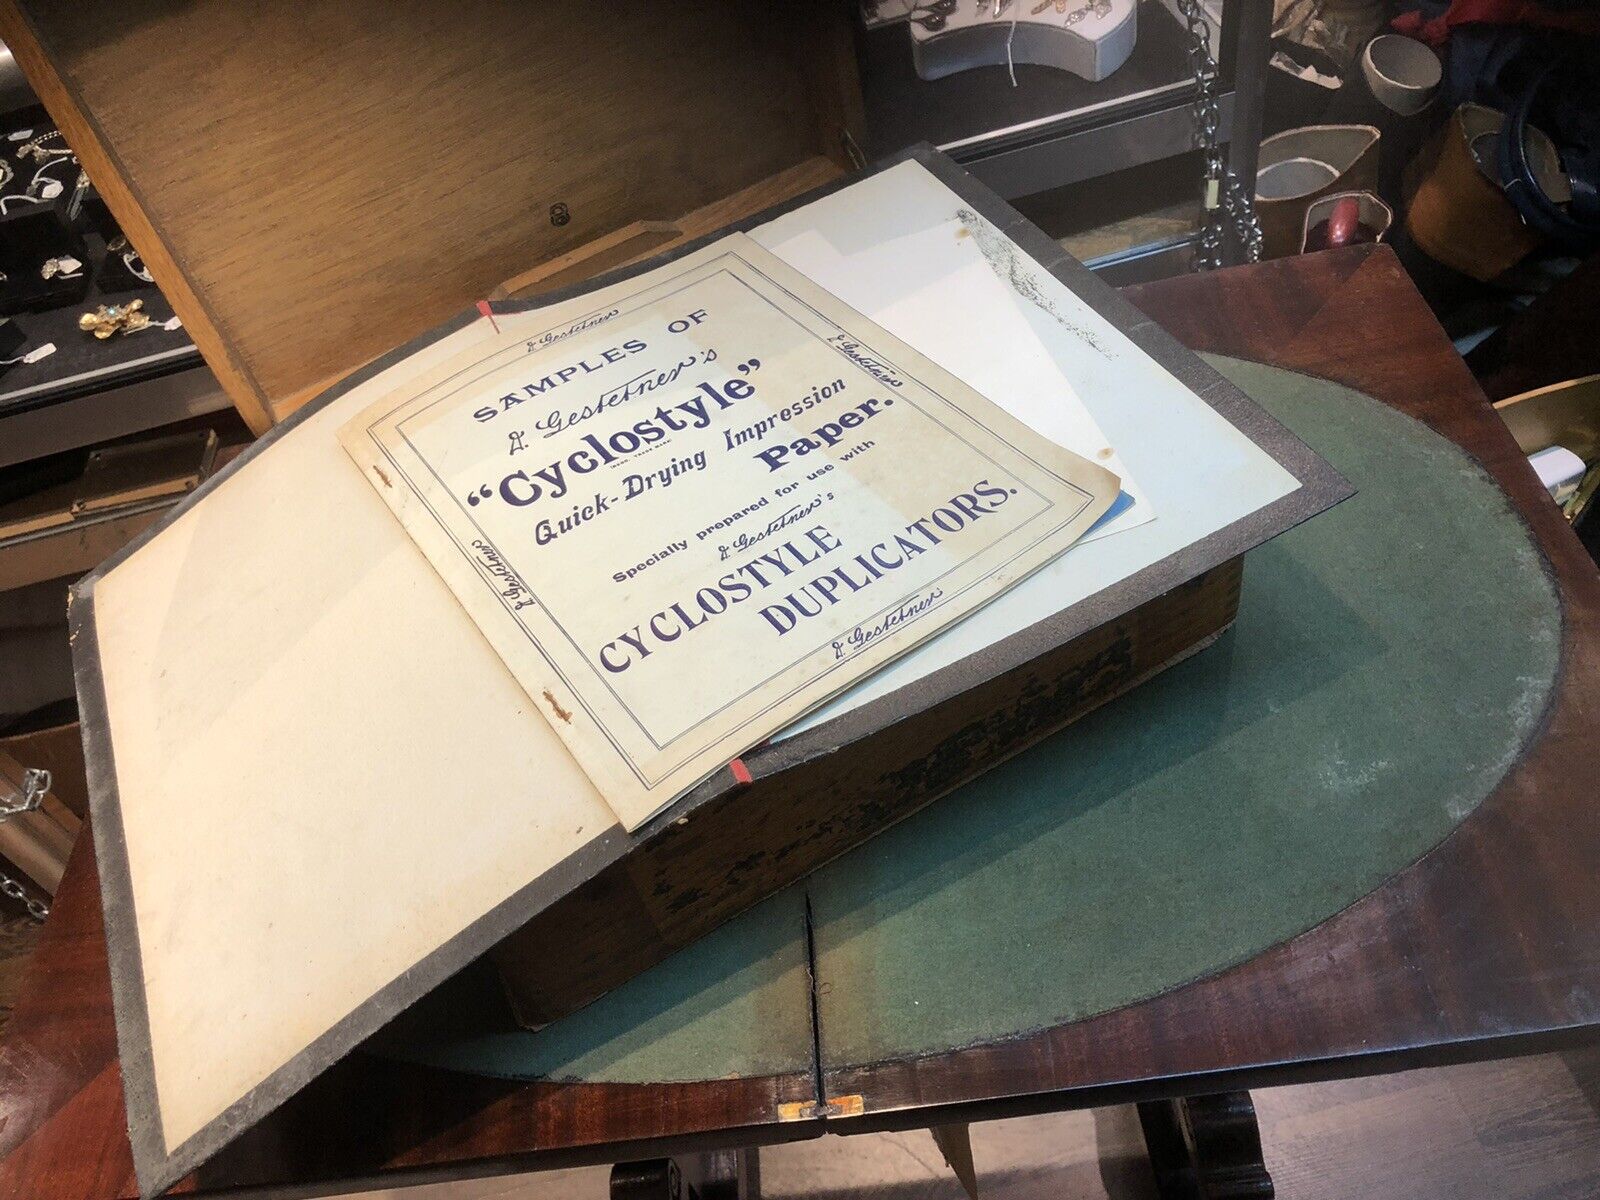 D. Gestetner
SAMPLES OF
D. Gestetner's
"Cyclostyle"
Quick-Drying Impression
Paper.
Specially prepared for use with
D. Gestetner's
CYCLOSTYLE
DUPLICATORS.
D. Gestetner
D. Gestetner
D. Gestetner